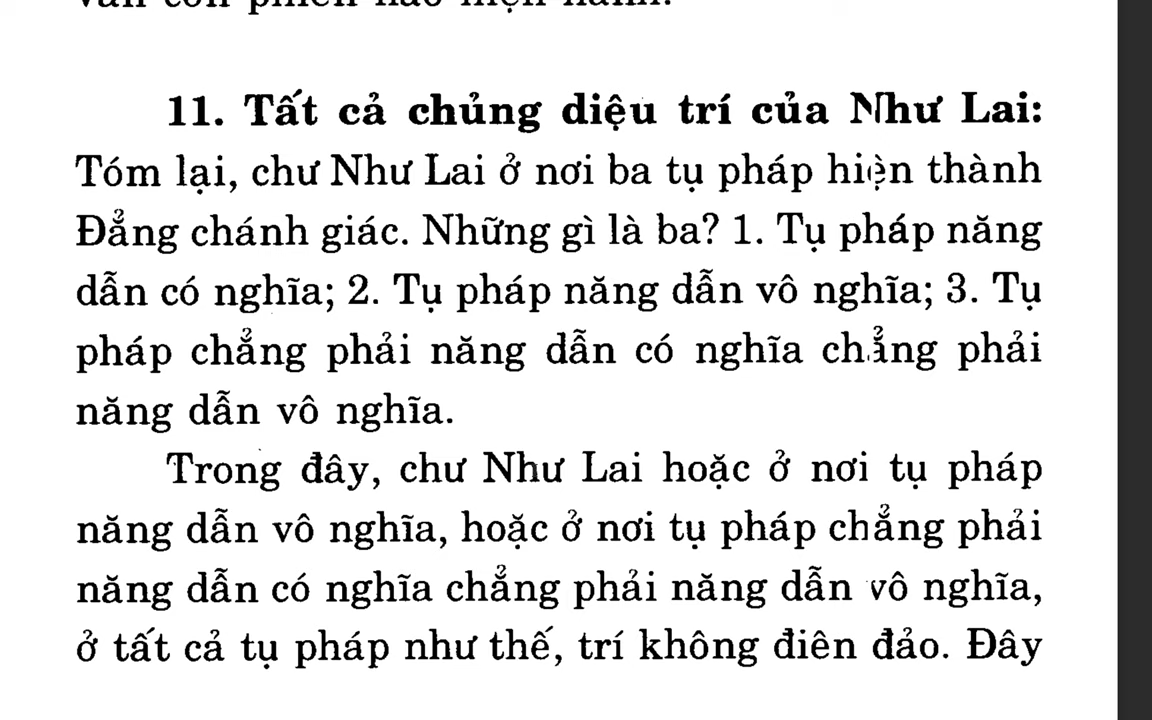 11. Tất cả chủng diệu trí của Như Lai:
Tóm lại, chư Như Lai ở nơi ba tụ pháp hiện thành
Đẳng chánh giác. Những gì là ba? 1. Tụ pháp năng
dẫn có nghĩa; 2. Tụ pháp năng dẫn vô nghĩa; 3. Tụ
pháp chẳng phải năng dẫn có nghĩa chẳng phải
năng dẫn vô nghĩa.
Trong đây, chư Như Lai hoặc ở nơi tụ pháp
năng dẫn vô nghĩa, hoặc ở nơi tụ pháp chẳng phải
năng dẫn có nghĩa chẳng phải năng dẫn vô nghĩa,
ở tất cả tụ pháp như thế, trí không điên đảo. Đây